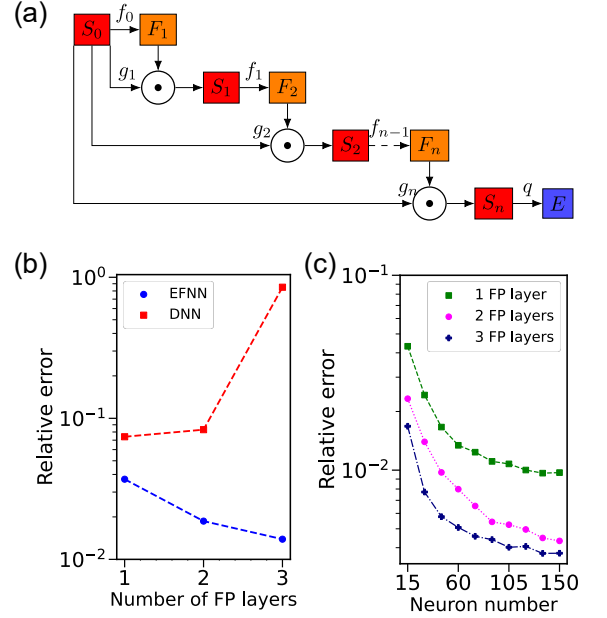 (a)
S₀ f₀ F₁
g₁ S₁ f₁ F₂
g₂ S₂ fₙ₋₁ Fₙ
gₙ Sₙ q E
(b)
10⁰
10⁻¹
10⁻²
Relative error
EFNN
DNN
1 2 3
Number of FP layers
(c)
10⁻¹
10⁻²
Relative error
1 FP layer
2 FP layers
3 FP layers
15 60 105 150
Neuron number